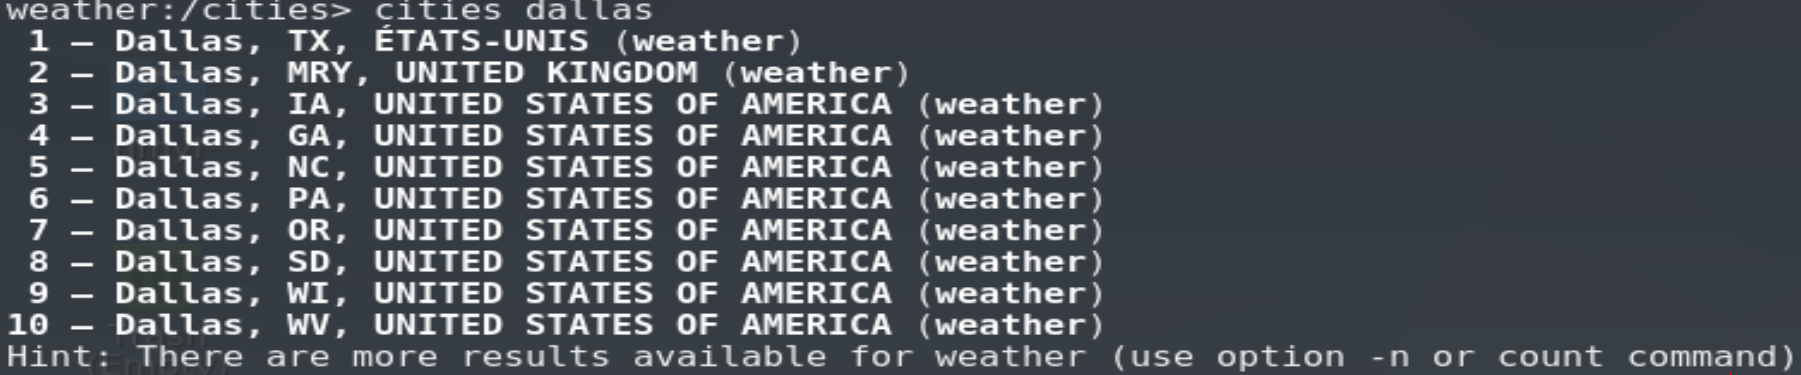 weather:/cities> cities dallas
1 – Dallas, TX, ÉTATS-UNIS (weather)
2 – Dallas, MRY, UNITED KINGDOM (weather)
3 – Dallas, IA, UNITED STATES OF AMERICA (weather)
4 – Dallas, GA, UNITED STATES OF AMERICA (weather)
5 – Dallas, NC, UNITED STATES OF AMERICA (weather)
6 – Dallas, PA, UNITED STATES OF AMERICA (weather)
7 – Dallas, OR, UNITED STATES OF AMERICA (weather)
8 – Dallas, SD, UNITED STATES OF AMERICA (weather)
9 – Dallas, WI, UNITED STATES OF AMERICA (weather)
10 – Dallas, WV, UNITED STATES OF AMERICA (weather)
Hint: There are more results available for weather (use option -n or count command)
Trash
(Empty)